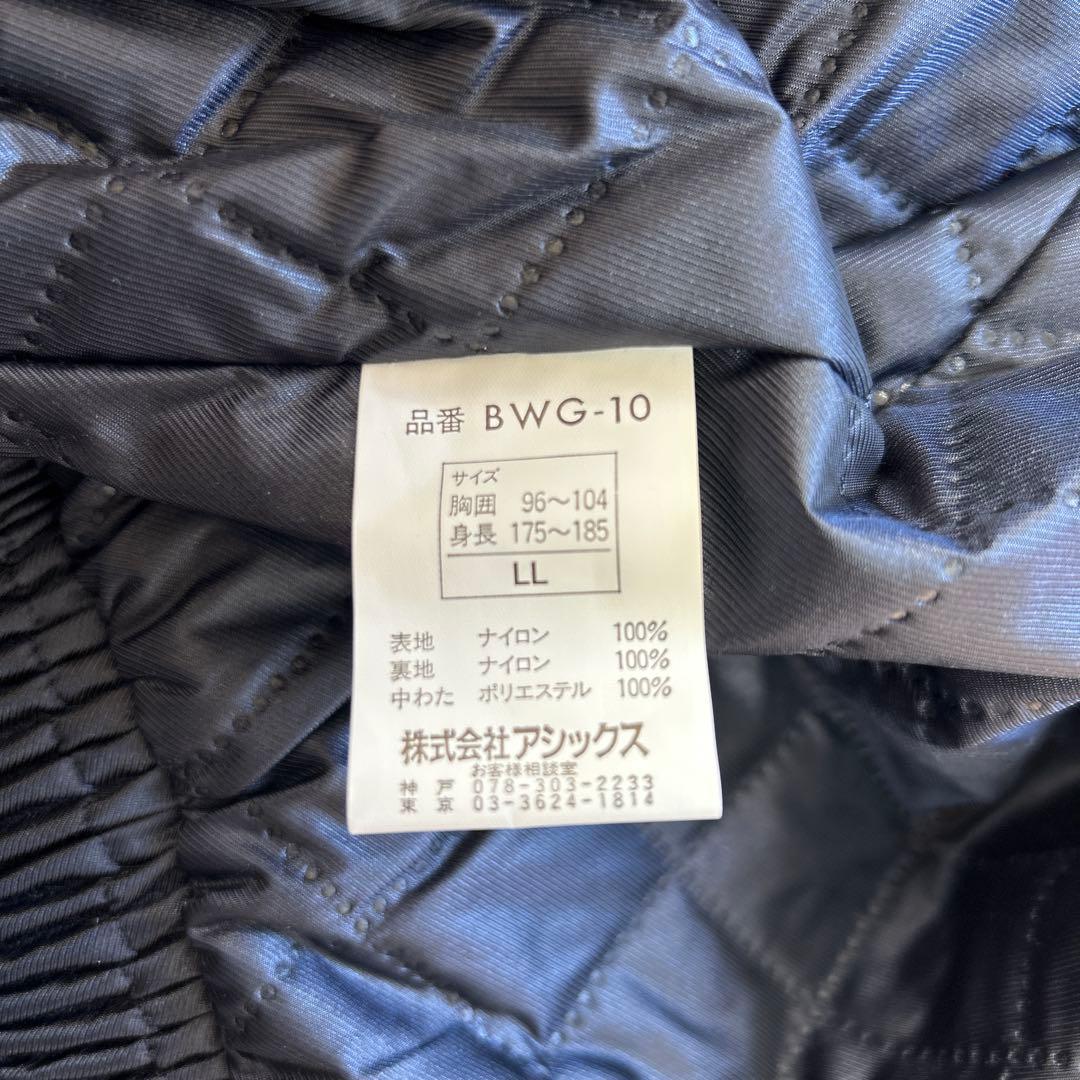 品番 BWG-10
サイズ
胸囲 96〜104
身長 175〜185
LL
表地 ナイロン 100%
裏地 ナイロン 100%
中わた ポリエステル 100%
株式会社アシックス
お客様相談室
神戸 078-303-2233
東京 03-3624-1814